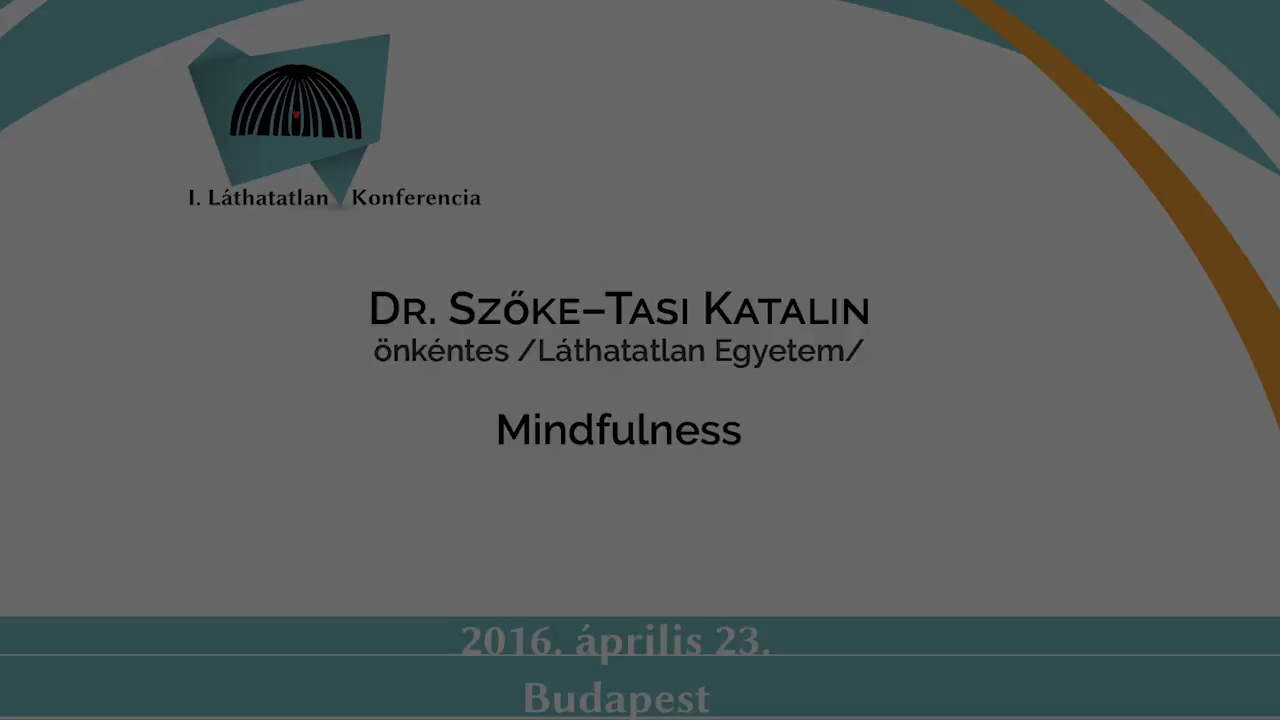 I. Láthatatlan Konferencia
Dr. Szőke–Tasi Katalin
önkéntes /Láthatatlan Egyetem/
Mindfulness
2016. április 23.
Budapest